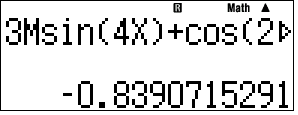 R Math ▲
3Msin(4X)+cos(2▷
-0.8390715291